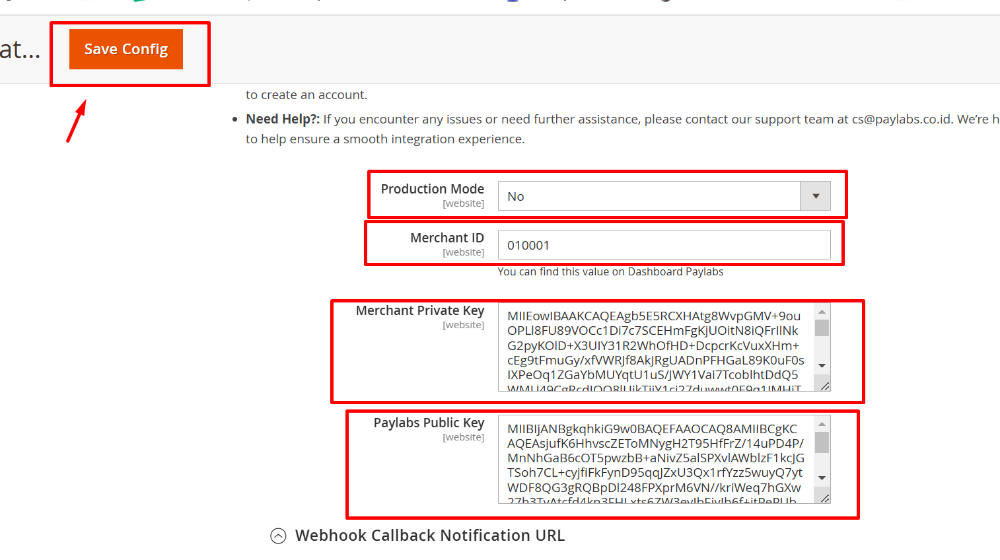 at...
Save Config
to create an account.
• Need Help?: If you encounter any issues or need further assistance, please contact our support team at cs@paylabs.co.id. We're h
to help ensure a smooth integration experience.
Production Mode
[website]
No
Merchant ID
[website]
010001
You can find this value on Dashboard Paylabs
Merchant Private Key
[website]
MIIEowIBAAKCAQEAgb5E5RCXHAtg8WvpGMV+9ou
OPLl8FU89VOCc1Di7c7SCEHmFgKjUOitN8iQFrIlNk
G2pyKOlD+X3UIY31R2WhOfHD+DcpcrKcVuxXHm+
cEg9tFmuGy/xfVWRJf8AkJRgUADnPFHGaL89K0uF0s
IXPeOq1ZGaYbMUYqtU1uS/JWY1Vai7TcoblhtDdQ5
Paylabs Public Key
[website]
MIIBIjANBgkqhkiG9w0BAQEFAAOCAQ8AMIIBCgKC
AQEAsjufK6HhvscZEToMNygH2T95HfFrZ/14uPD4P/
MnNhGaB6cOT5pwzbB+aNivZ5alSPXvlAWblzF1kcJG
TSoh7CL+cyjfiFkFynD95qqJZxU3Qx1rfYzz5wuyQ7yt
WDF8QG3gRQBpDl248FPXprM6VN//kriWeq7hGXw
Webhook Callback Notification URL